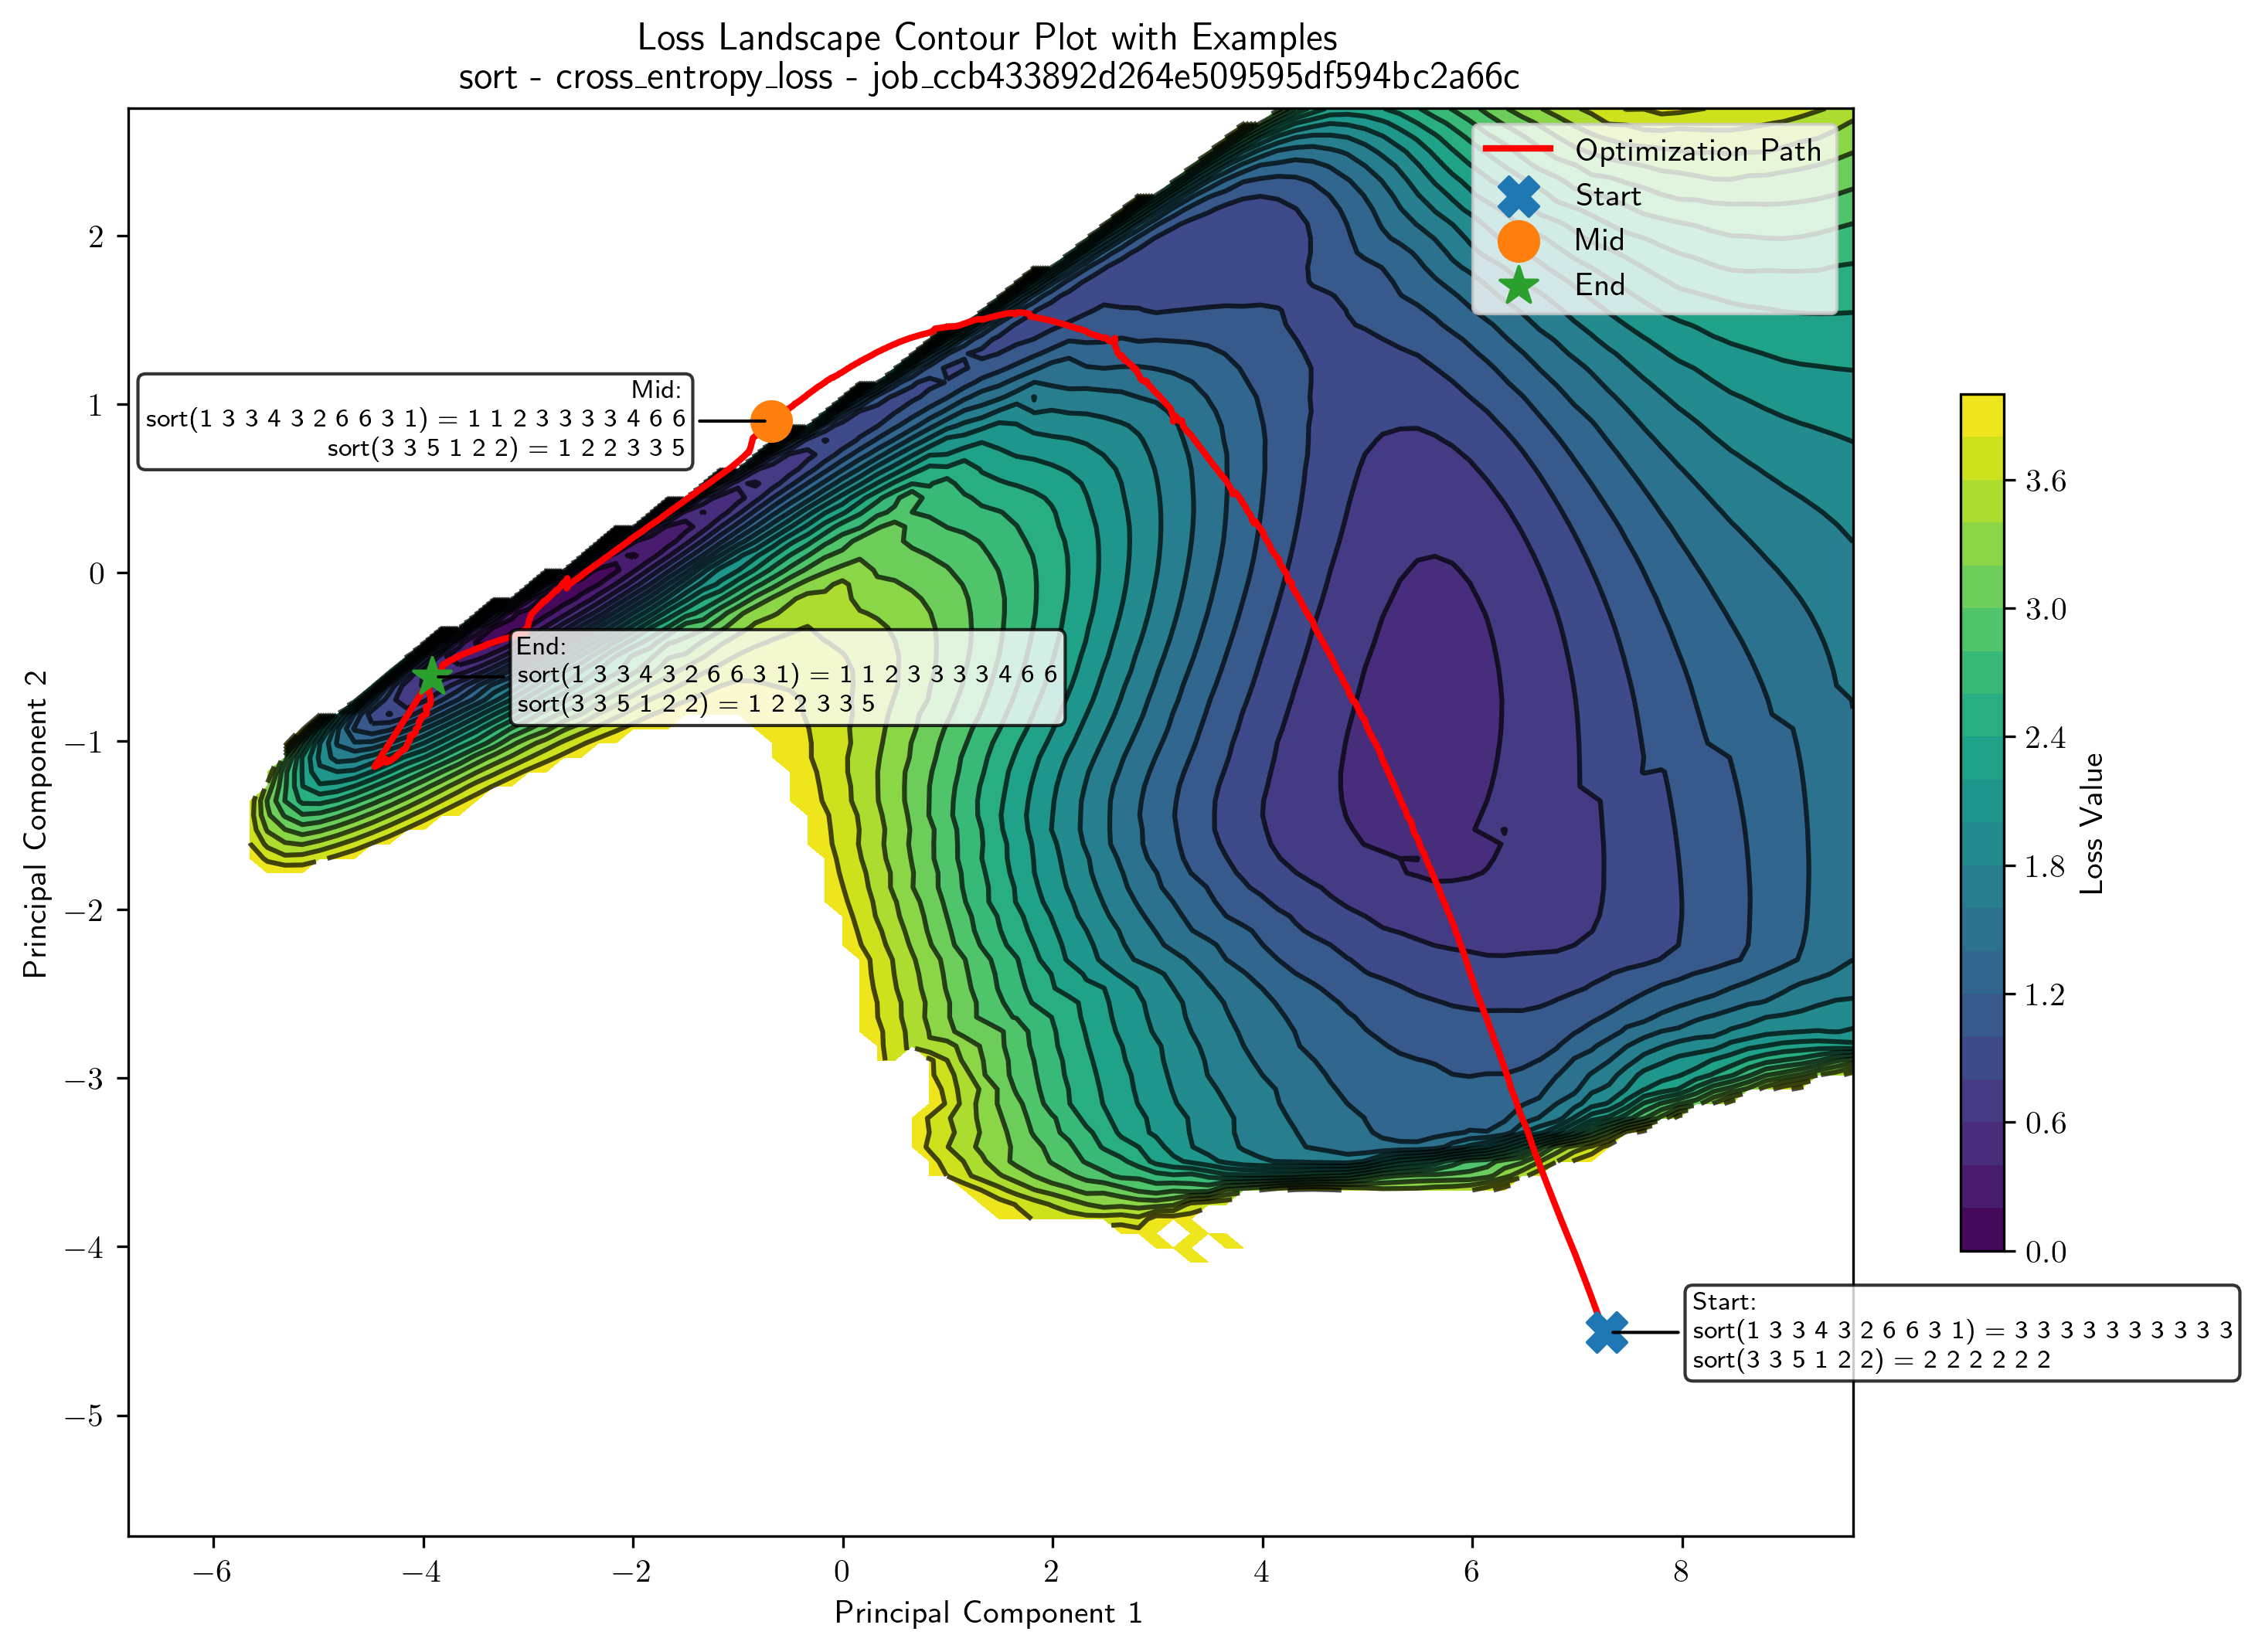 Loss Landscape Contour Plot with Examples
sort - cross_entropy_loss - job_ccb433892d264e509595df594bc2a66c
Optimization Path
Start
Mid
End
Mid:
sort(1 3 3 4 3 2 6 6 3 1) = 1 1 2 3 3 3 3 4 6 6
sort(3 3 5 1 2 2) = 1 2 2 3 3 5
End:
sort(1 3 3 4 3 2 6 6 3 1) = 1 1 2 3 3 3 3 4 6 6
sort(3 3 5 1 2 2) = 1 2 2 3 3 5
Start:
sort(1 3 3 4 3 2 6 6 3 1) = 3 3 3 3 3 3 3 3 3 3
sort(3 3 5 1 2 2) = 2 2 2 2 2 2
2
1
0
−1
−2
−3
−4
−5
Principal Component 2
−6
−4
−2
0
2
4
6
8
Principal Component 1
3.6
3.0
2.4
1.8
1.2
0.6
0.0
Loss Value